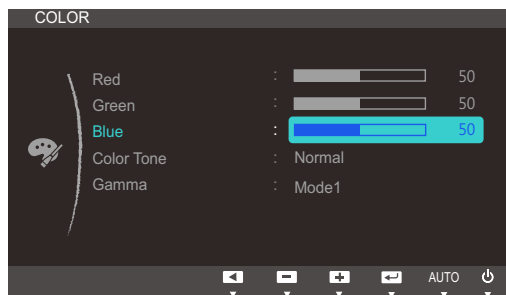 COLOR
Red : 50
Green : 50
Blue : 50
Color Tone : Normal
Gamma : Mode1
AUTO